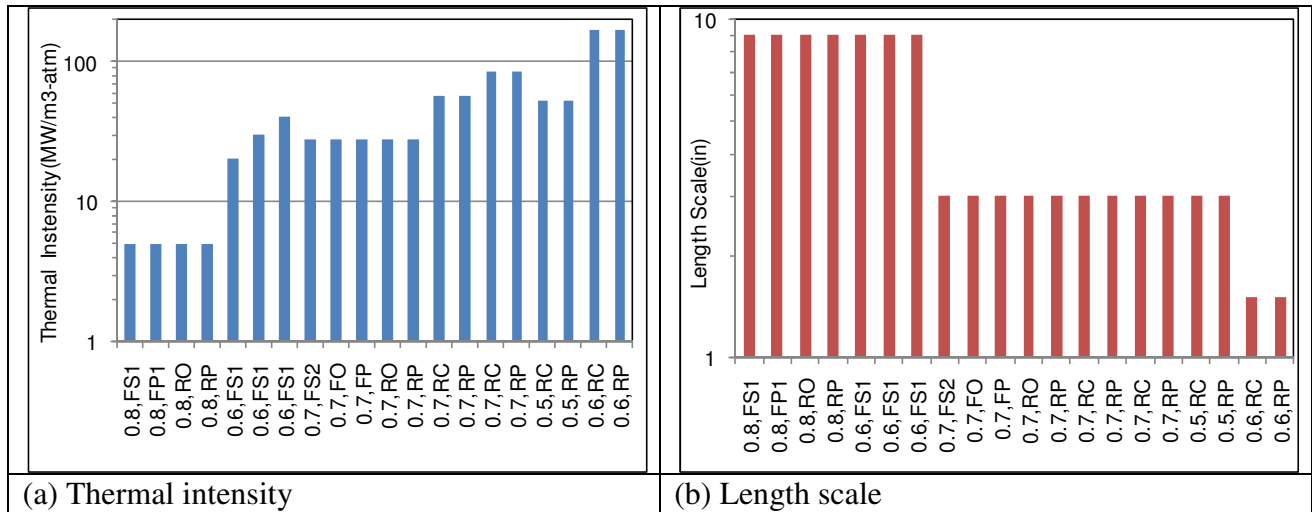 Thermal Instensity(MW/m3-atm)
100
10
1
0.8,FS1
0.8,FP1
0.8,RO
0.8,RP
0.6,FS1
0.6,FS1
0.6,FS1
0.7,FS2
0.7,FO
0.7,FP
0.7,RO
0.7,RP
0.7,RC
0.7,RP
0.7,RC
0.7,RP
0.5,RC
0.5,RP
0.6,RC
0.6,RP
(a) Thermal intensity
Length Scale(in)
10
1
0.8,FS1
0.8,FP1
0.8,RO
0.8,RP
0.6,FS1
0.6,FS1
0.6,FS1
0.7,FS2
0.7,FO
0.7,FP
0.7,RO
0.7,RP
0.7,RC
0.7,RP
0.7,RC
0.7,RP
0.5,RC
0.5,RP
0.6,RC
0.6,RP
(b) Length scale